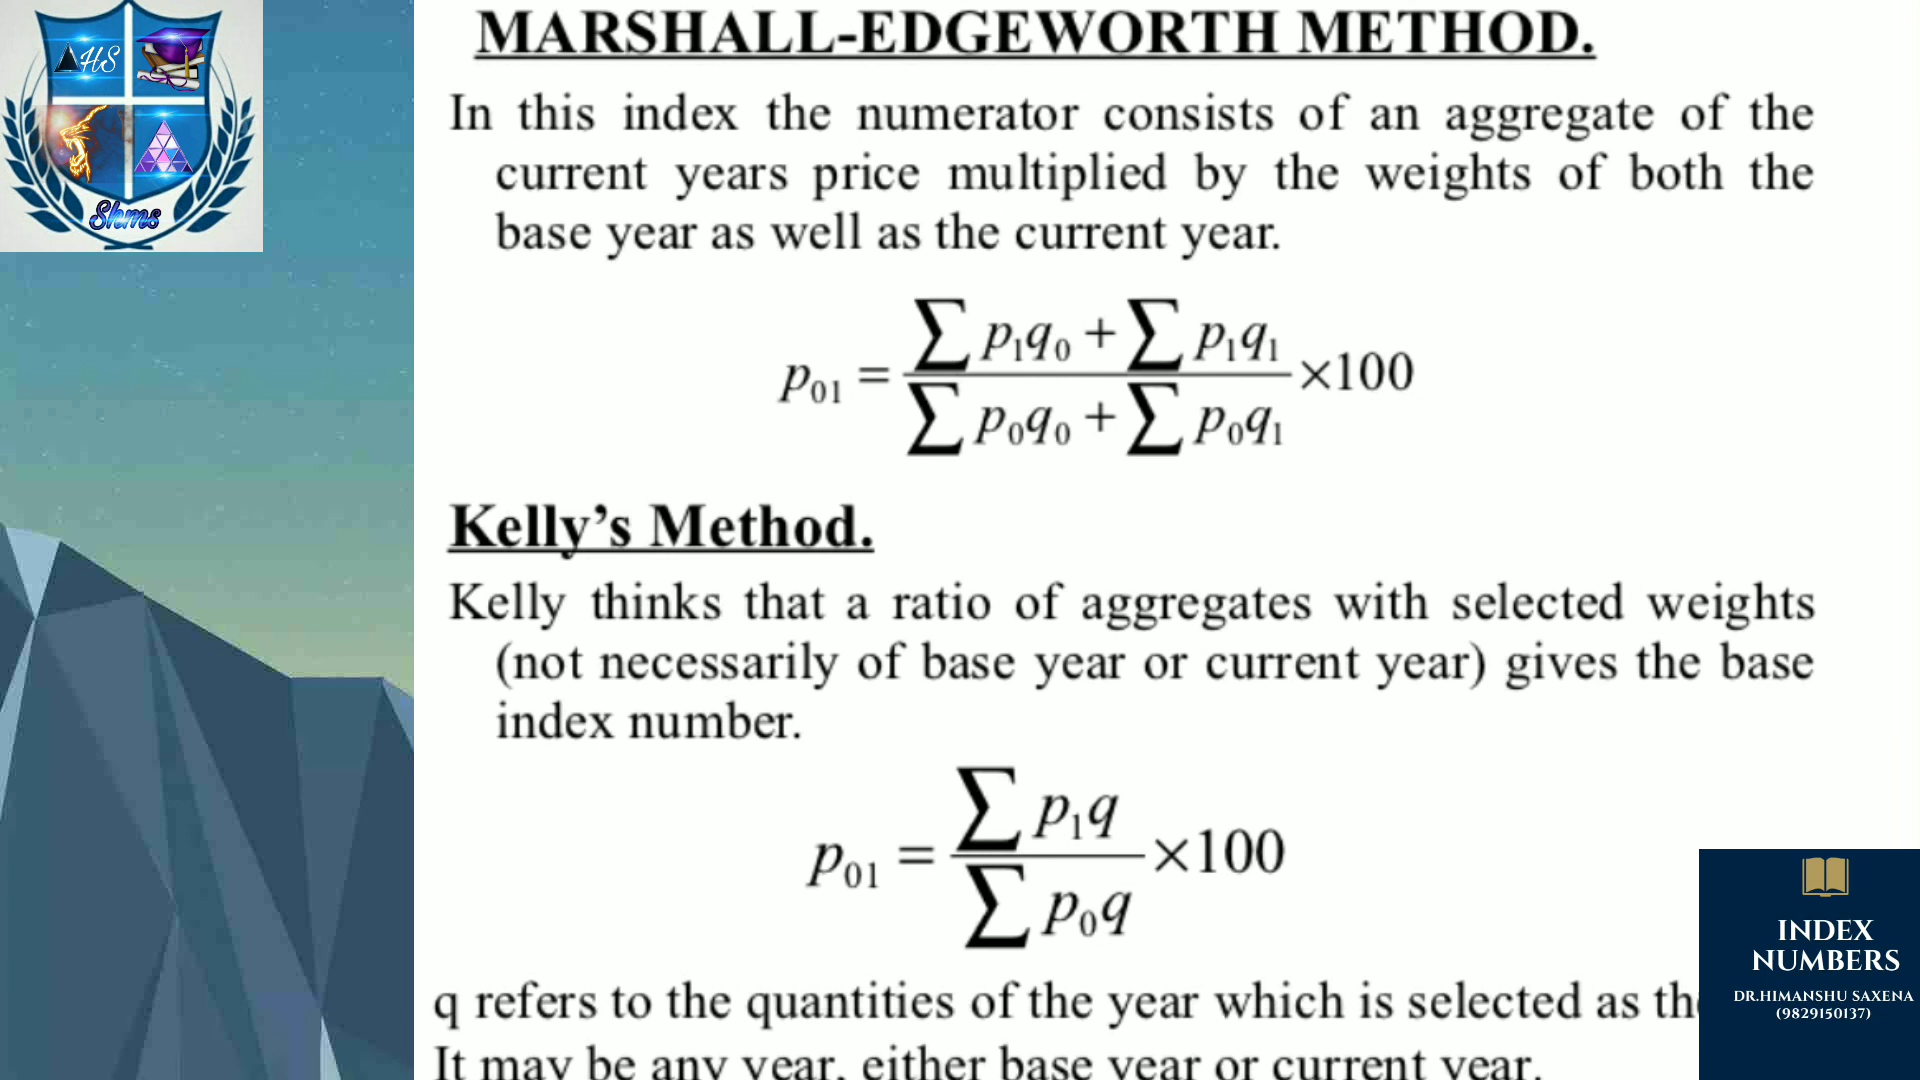 HS
Shms
MARSHALL-EDGEWORTH METHOD.
In this index the numerator consists of an aggregate of the
current years price multiplied by the weights of both the
base year as well as the current year.
p₀₁ = (∑ p₁q₀ + ∑ p₁q₁) / (∑ p₀q₀ + ∑ p₀q₁) ×100
Kelly’s Method.
Kelly thinks that a ratio of aggregates with selected weights
(not necessarily of base year or current year) gives the base
index number.
p₀₁ = ∑ p₁q / ∑ p₀q ×100
q refers to the quantities of the year which is selected as
It may be any year, either base year or current year.
INDEX
NUMBERS
DR.HIMANSHU SAXENA
(9829150137)